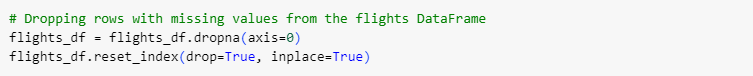 # Dropping rows with missing values from the flights DataFrame
flights_df = flights_df.dropna(axis=0)
flights_df.reset_index(drop=True, inplace=True)